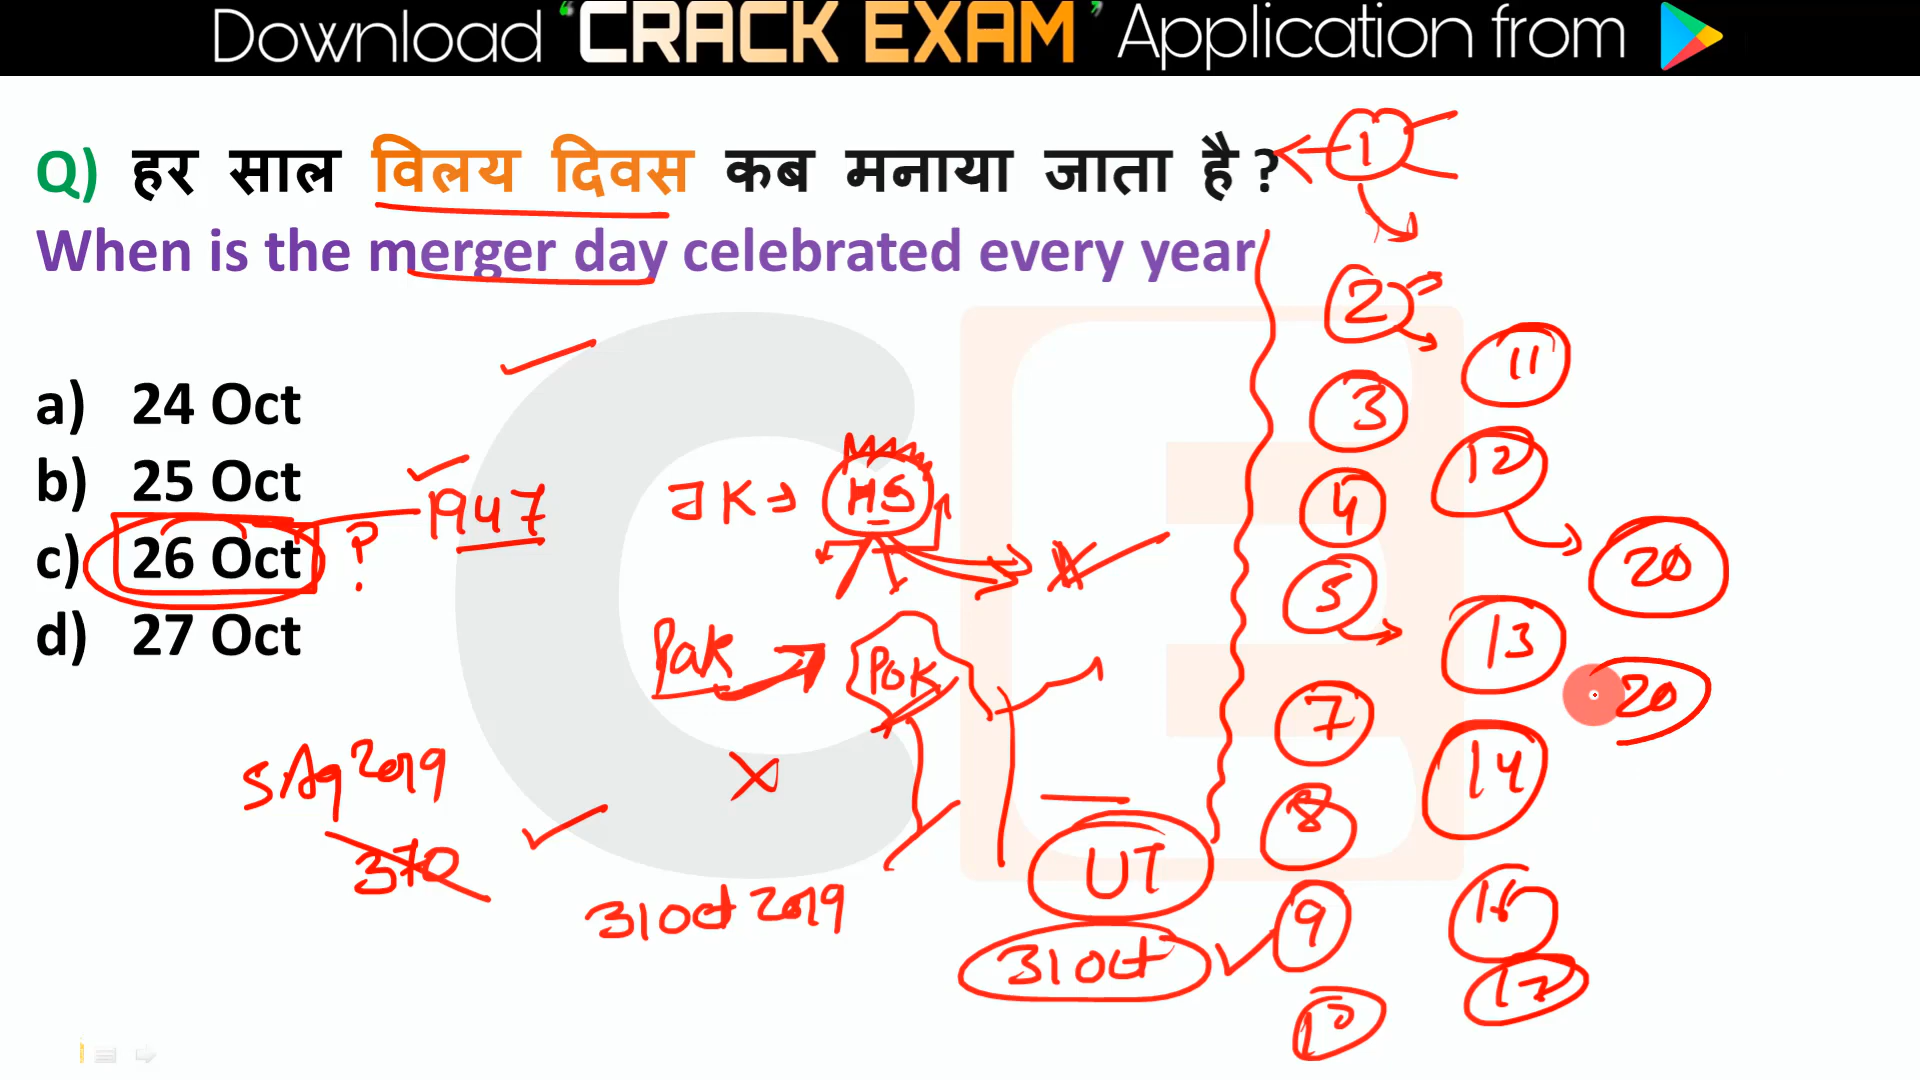 Download “CRACK EXAM” Application from
Q) हर साल विलय दिवस कब मनाया जाता है ?
When is the merger day celebrated every year
a) 24 Oct
b) 25 Oct
c) 26 Oct
d) 27 Oct
?
1947
JK
HS
Pak
POK
5 Ag 2019
370
31 Oct 2019
UT
31 Oct
1
2
3
4
5
7
8
9
10
11
12
13
14
20
20